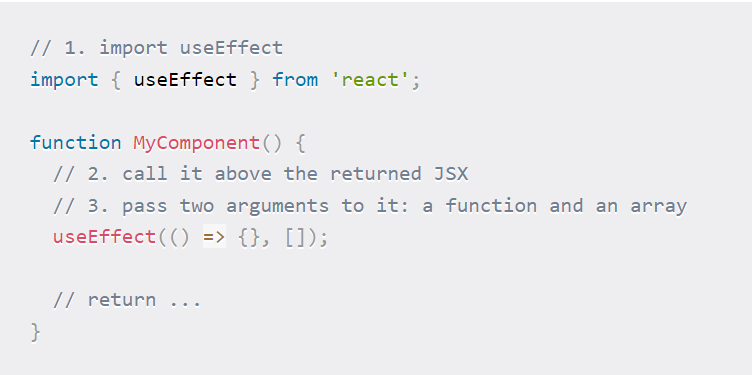 // 1. import useEffect
import { useEffect } from 'react';
function MyComponent() {
// 2. call it above the returned JSX
// 3. pass two arguments to it: a function and an array
useEffect(() => {}, []);
// return ...
}